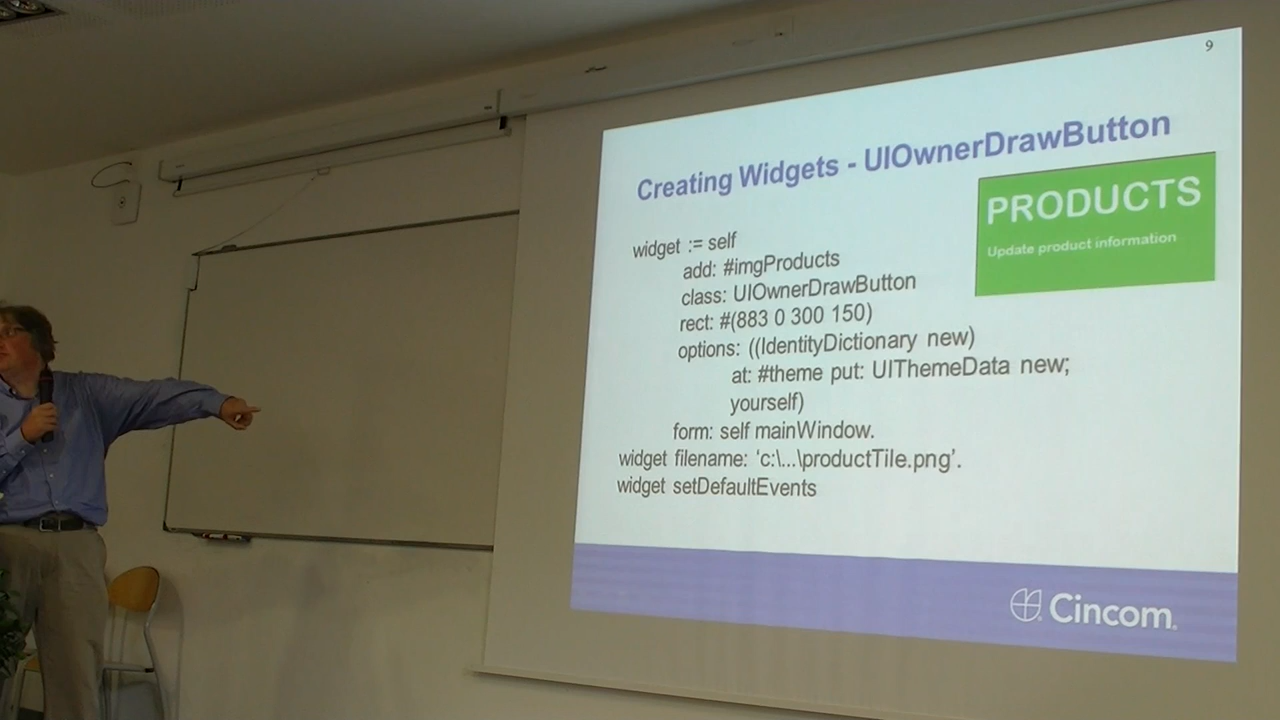 9
Creating Widgets - UIOwnerDrawButton
PRODUCTS
Update product information
widget := self
add: #imgProducts
class: UIOwnerDrawButton
rect: #(883 0 300 150)
options: ((IdentityDictionary new)
at: #theme put: UIThemeData new;
yourself)
form: self mainWindow.
widget filename: ‘c:\...\productTile.png’.
widget setDefaultEvents
Cincom®